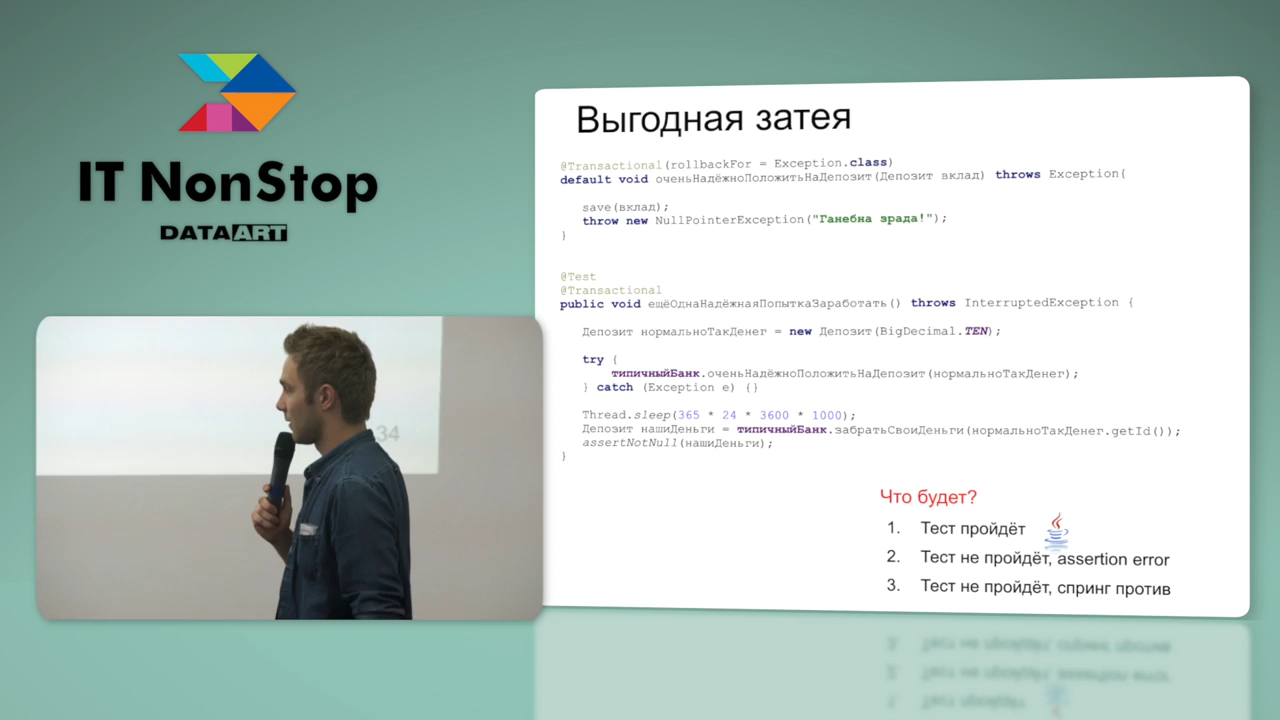 IT NonStop
DATAART
34
Выгодная затея
@Transactional(rollbackFor = Exception.class)
default void оченьНадёжноПоложитьНаДепозит(Депозит вклад) throws Exception{
save(вклад);
throw new NullPointerException("Ганебна зрада!");
}
@Test
@Transactional
public void ещёОднаНадёжнаяПопыткаЗаработать() throws InterruptedException {
Депозит нормальноТакДенег = new Депозит(BigDecimal.TEN);
try {
типичныйБанк.оченьНадёжноПоложитьНаДепозит(нормальноТакДенег);
} catch (Exception e) {}
Thread.sleep(365 * 24 * 3600 * 1000);
Депозит нашиДеньги = типичныйБанк.забратьСвоиДеньги(нормальноТакДенег.getId());
assertNotNull(нашиДеньги);
}
Что будет?
1. Тест пройдёт
2. Тест не пройдёт, assertion error
3. Тест не пройдёт, спринг против